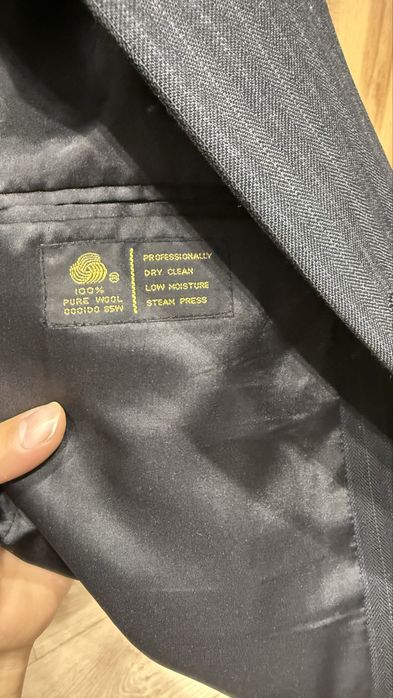 100%
PURE WOOL
PROFESSIONALLY
DRY CLEAN
LOW MOISTURE
STEAM PRESS